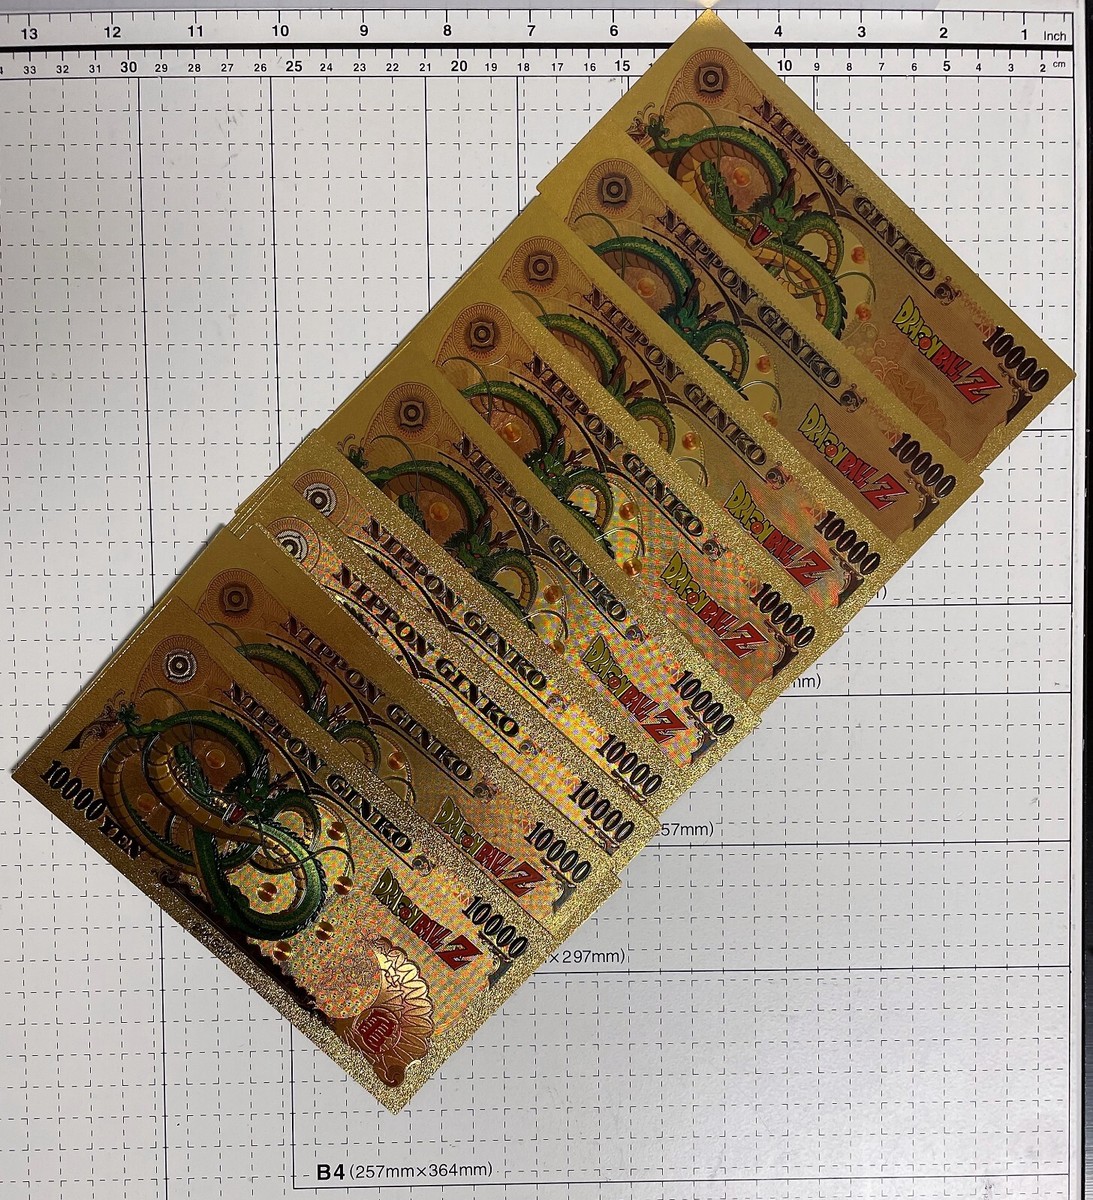 13 12 11 10 9 8 7 6 5 4 3 2 1 Inch
33 32 31 30 29 28 27 26 25 24 23 22 21 20 19 18 17 16 15 10 9 8 7 6 5 4 3 2 cm
NIPPON GINKO
DRAGON BALL Z
10000
NIPPON GINKO
DRAGON BALL Z
10000
NIPPON GINKO
DRAGON BALL Z
10000
NIPPON GINKO
DRAGON BALL Z
10000
NIPPON GINKO
DRAGON BALL Z
10000
NIPPON GINKO
10000
NIPPON GINKO
10000
NIPPON GINKO
DRAGON BALL Z
10000
NIPPON GINKO
10000 YEN
DRAGON BALL Z
10000
)
mm)
257mm)
×297mm)
B4 (257mm×364mm)